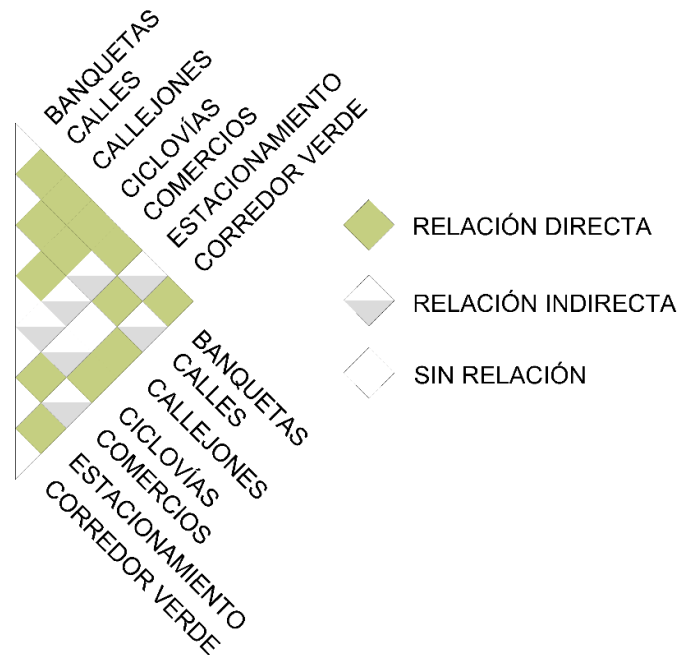 BANQUETAS
CALLES
CALLEJONES
CICLOVÍAS
COMERCIOS
ESTACIONAMIENTO
CORREDOR VERDE
RELACIÓN DIRECTA
RELACIÓN INDIRECTA
SIN RELACIÓN
BANQUETAS
CALLES
CALLEJONES
CICLOVÍAS
COMERCIOS
ESTACIONAMIENTO
CORREDOR VERDE